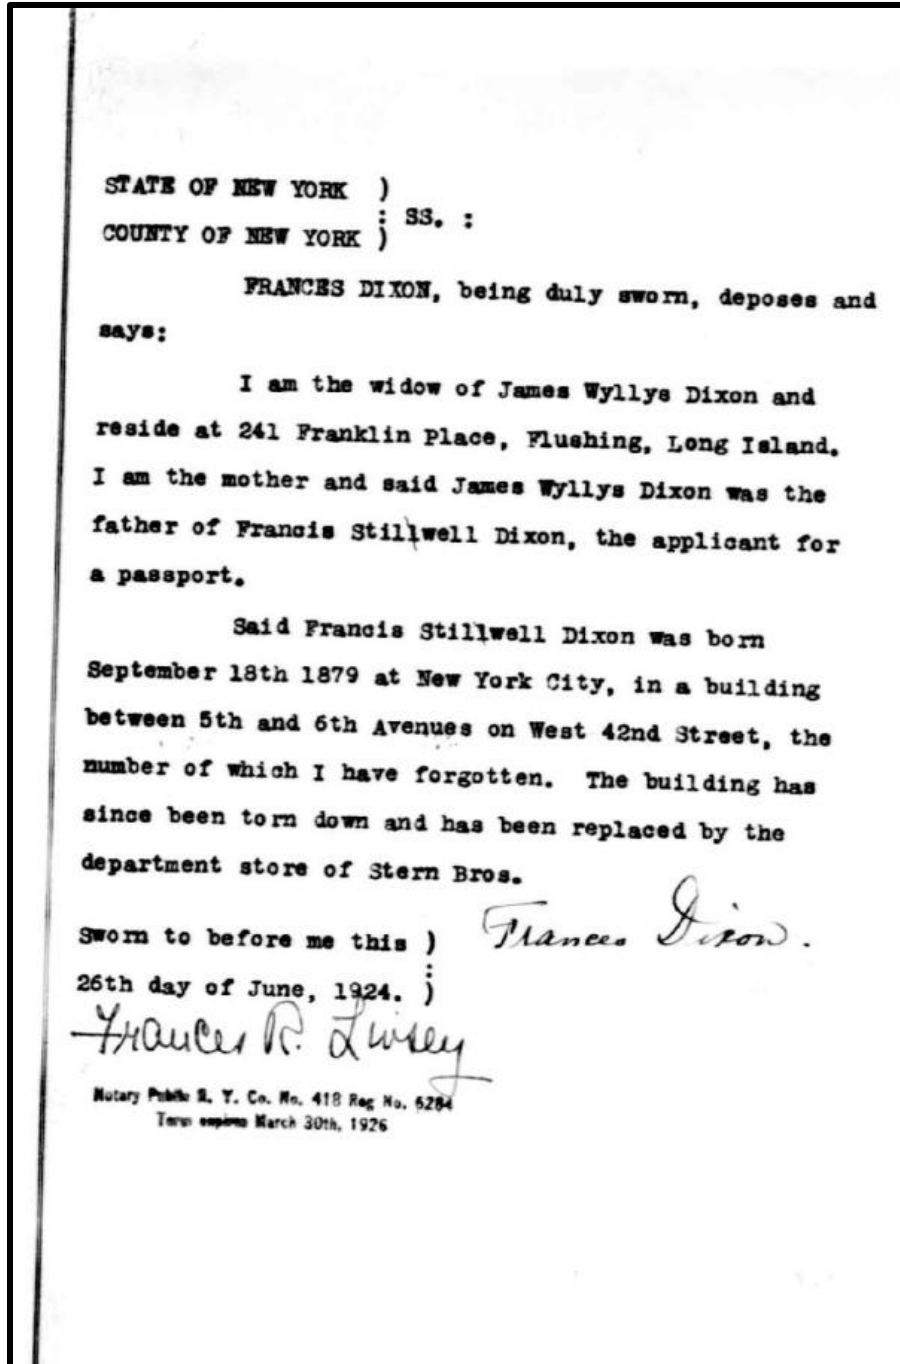 STATE OF NEW YORK )
: SS. :
COUNTY OF NEW YORK )
FRANCES DIXON, being duly sworn, deposes and
says:
I am the widow of James Wyllys Dixon and
reside at 241 Franklin Place, Flushing, Long Island.
I am the mother and said James Wyllys Dixon was the
father of Francis Stillwell Dixon, the applicant for
a passport.
Said Francis Stillwell Dixon was born
September 18th 1879 at New York City, in a building
between 5th and 6th Avenues on West 42nd Street, the
number of which I have forgotten. The building has
since been torn down and has been replaced by the
department store of Stern Bros.
Frances Dixon.
Sworn to before me this )
:
26th day of June, 1924. )
Frances R. Linsey
Notary Public N. Y. Co. No. 418 Reg No. 6284
Term expires March 30th, 1926